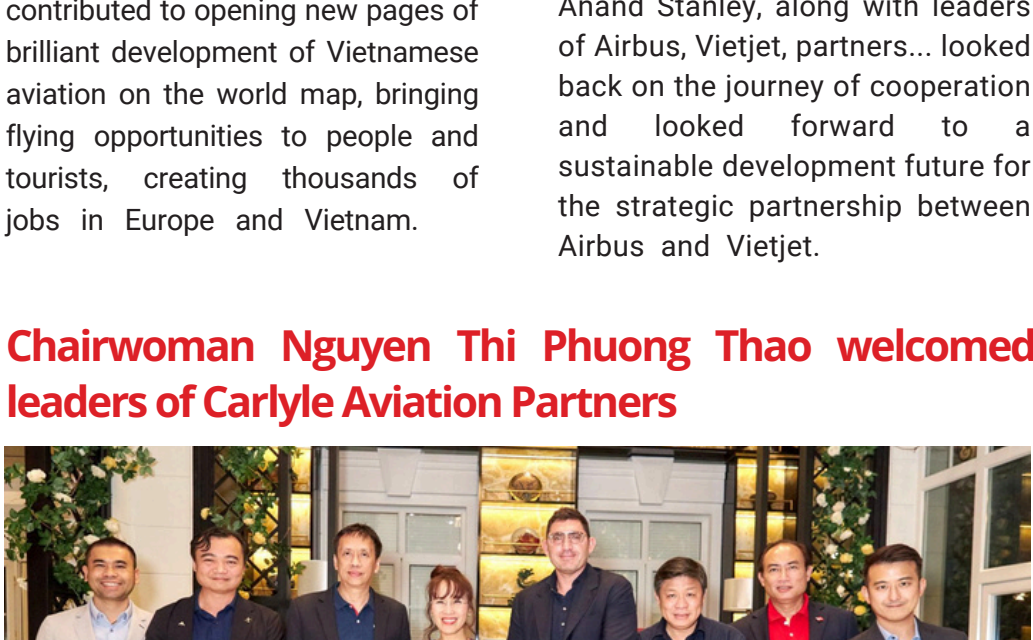 contributed to opening new pages of
brilliant development of Vietnamese
aviation on the world map, bringing
flying opportunities to people and
tourists, creating thousands of
jobs in Europe and Vietnam.
Anand Stanley, along with leaders
of Airbus, Vietjet, partners... looked
back on the journey of cooperation
and looked forward to a
sustainable development future for
the strategic partnership between
Airbus and Vietjet.
Chairwoman Nguyen Thi Phuong Thao welcomed
leaders of Carlyle Aviation Partners